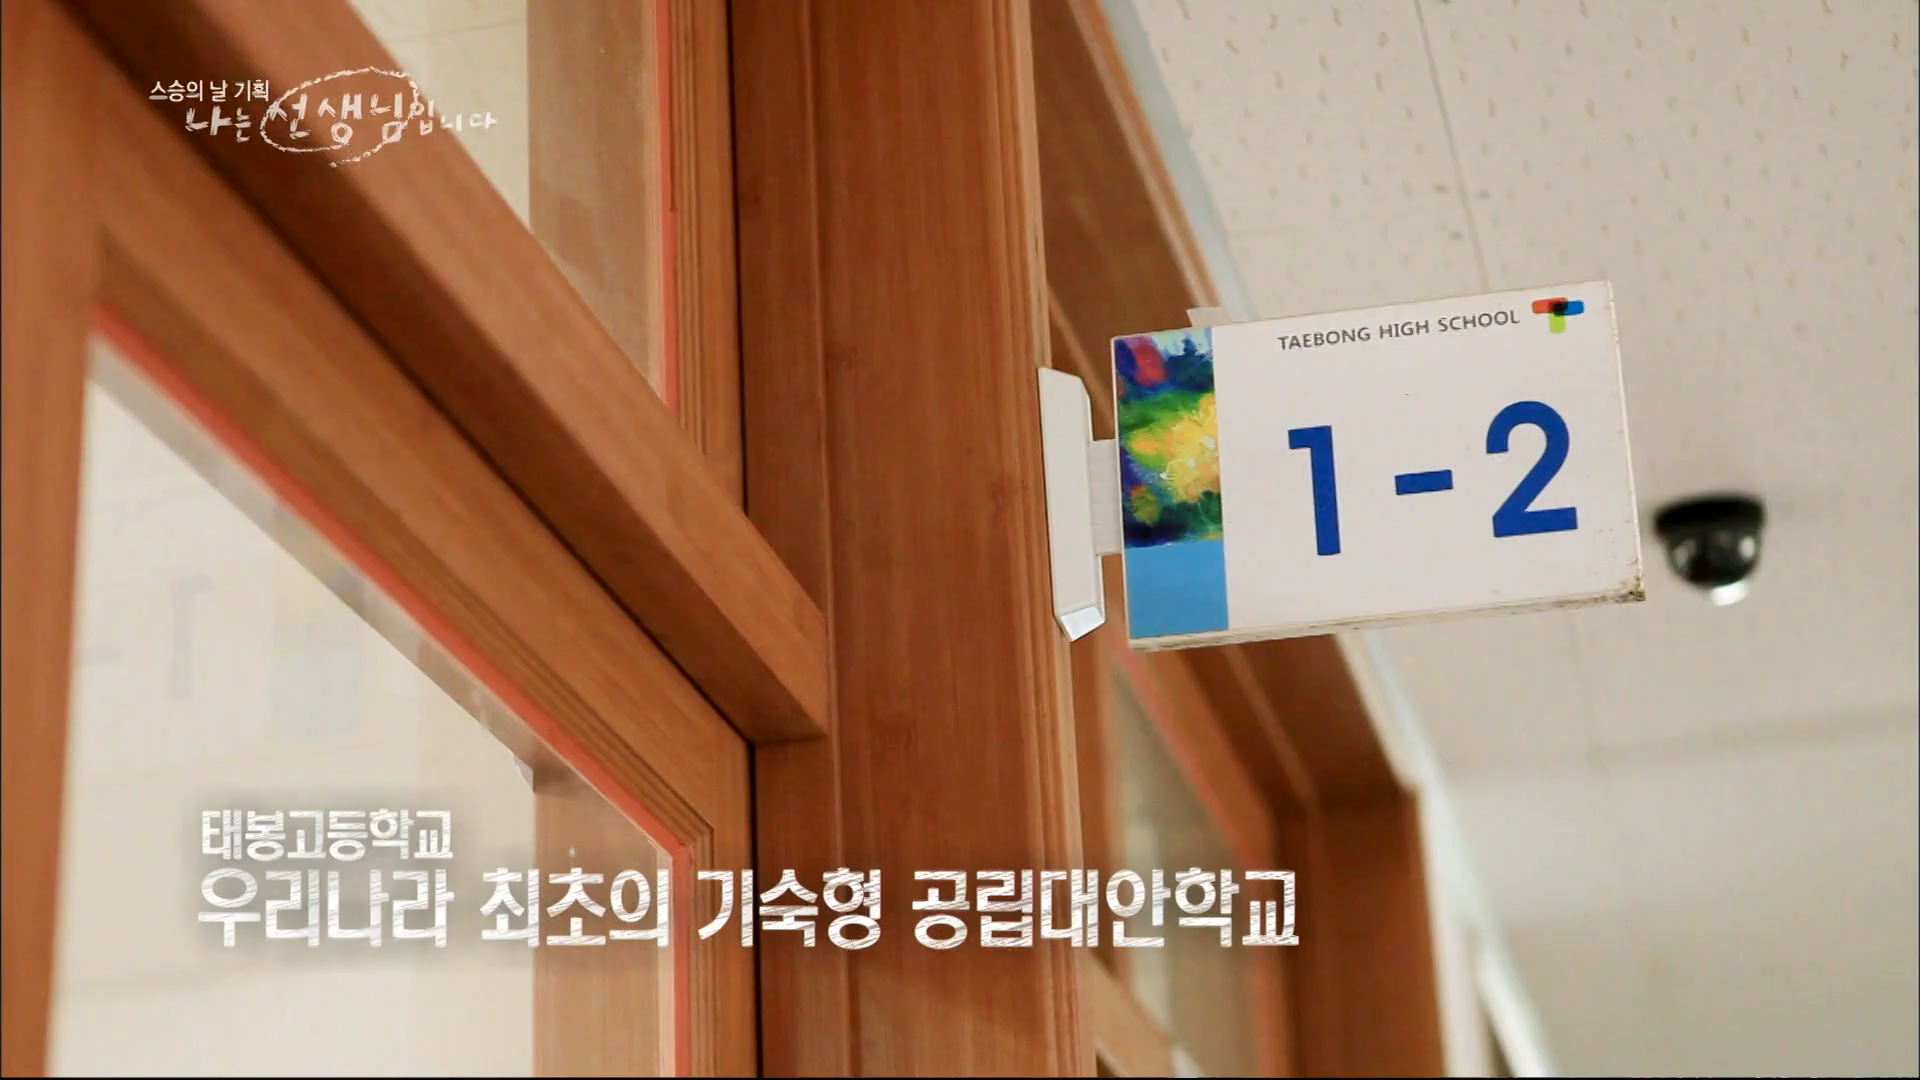 스승의 날 기획
나는 선생님입니다
TAEBONG HIGH SCHOOL
1-2
태봉고등학교
우리나라 최초의 기숙형 공립대안학교